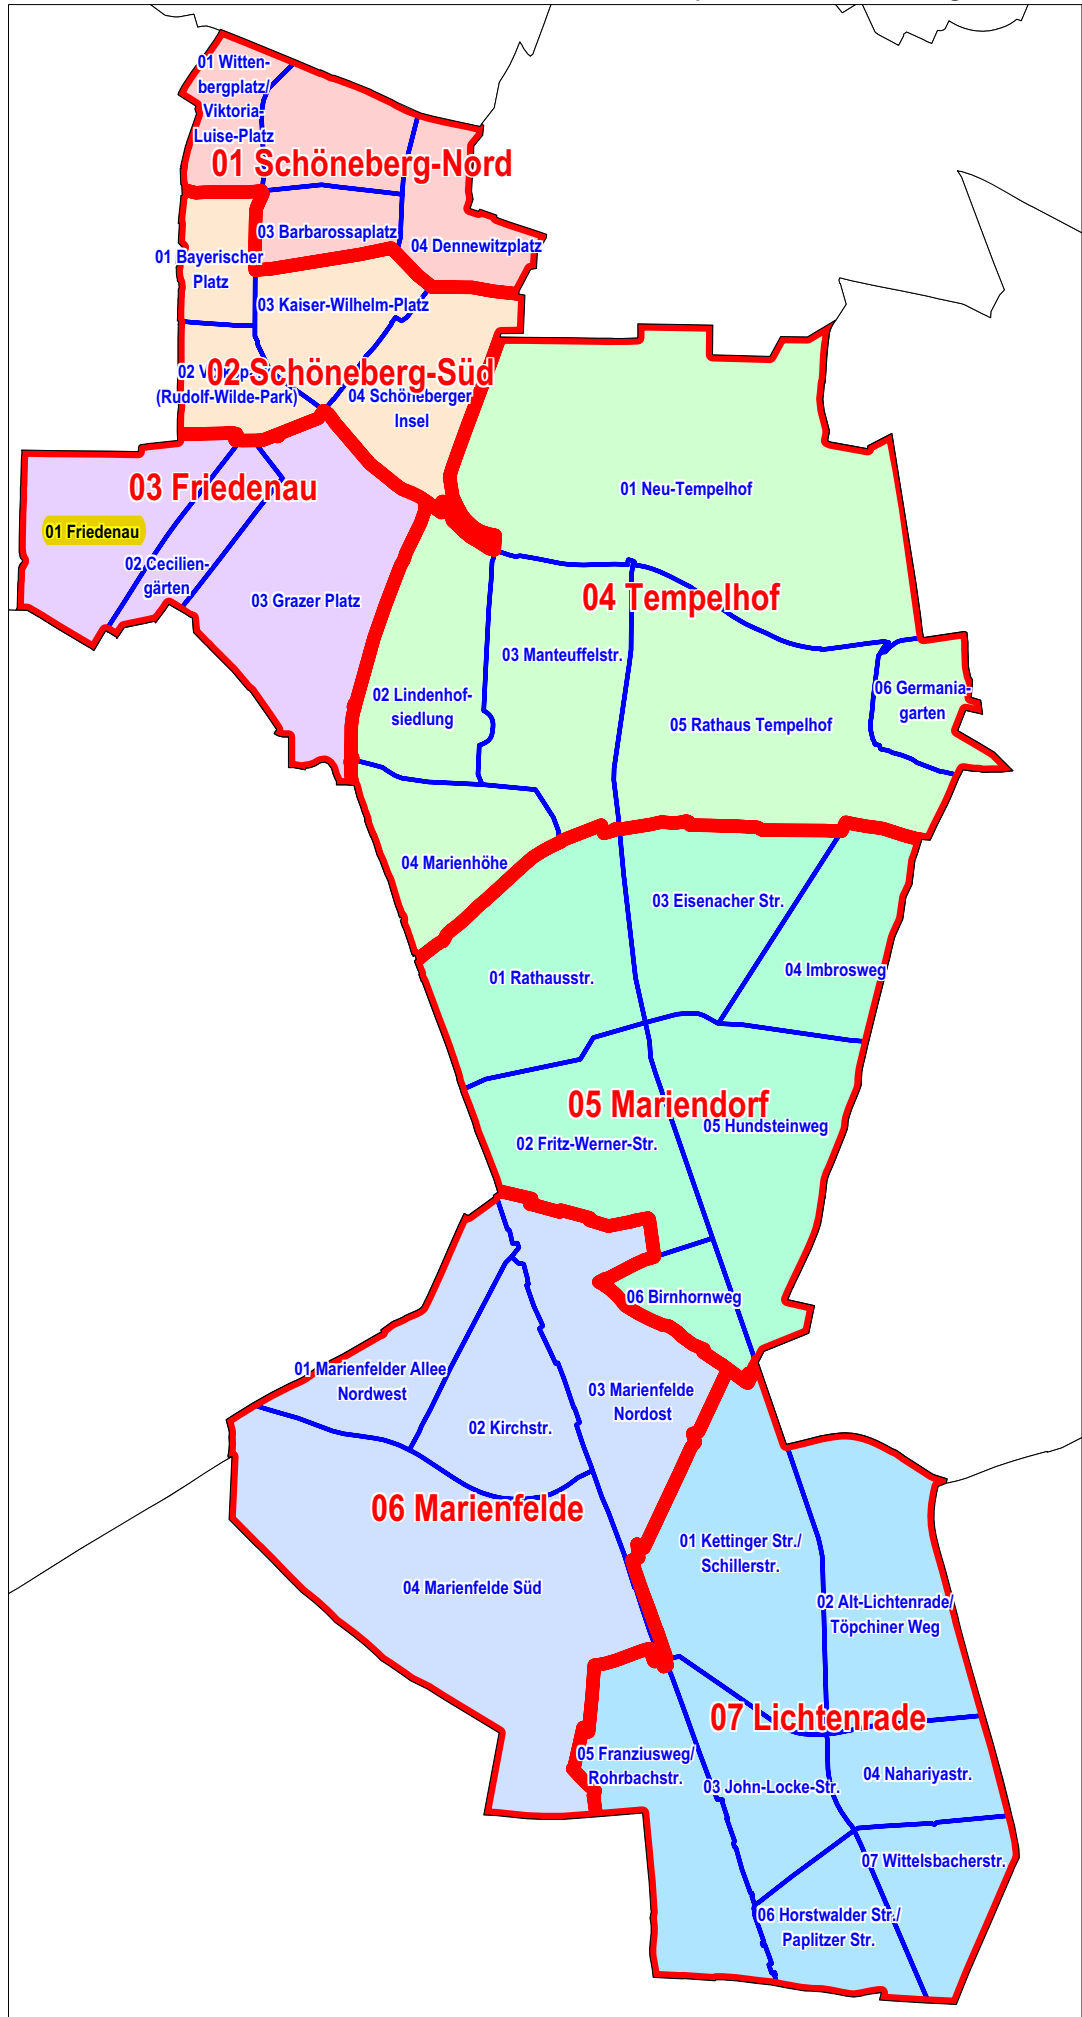 01 Witten-
bergplatz/
Viktoria-
Luise-Platz
01 Schöneberg-Nord
03 Barbarossaplatz
04 Dennewitzplatz
01 Bayerischer
Platz
03 Kaiser-Wilhelm-Platz
02 Schöneberg-Süd
02
(Rudolf-Wilde-Park)
04 Schöneberger
Insel
03 Friedenau
01 Friedenau
02 Cecilien-
gärten
03 Grazer Platz
01 Neu-Tempelhof
04 Tempelhof
03 Manteuffelstr.
02 Lindenhof-
siedlung
05 Rathaus Tempelhof
06 Germania-
garten
04 Marienhöhe
03 Eisenacher Str.
01 Rathausstr.
04 Imbrosweg
05 Mariendorf
05 Hundsteinweg
02 Fritz-Werner-Str.
06 Birnhornweg
01 Marienfelder Allee
Nordwest
03 Marienfelde
Nordost
02 Kirchstr.
06 Marienfelde
04 Marienfelde Süd
01 Kettinger Str./
Schillerstr.
02 Alt-Lichtenrade/
Töpchiner Weg
07 Lichtenrade
05 Franziusweg/
Rohrbachstr.
03 John-Locke-Str.
04 Nahariyastr.
07 Wittelsbacherstr.
06 Horstwalder Str./
Paplitzer Str.